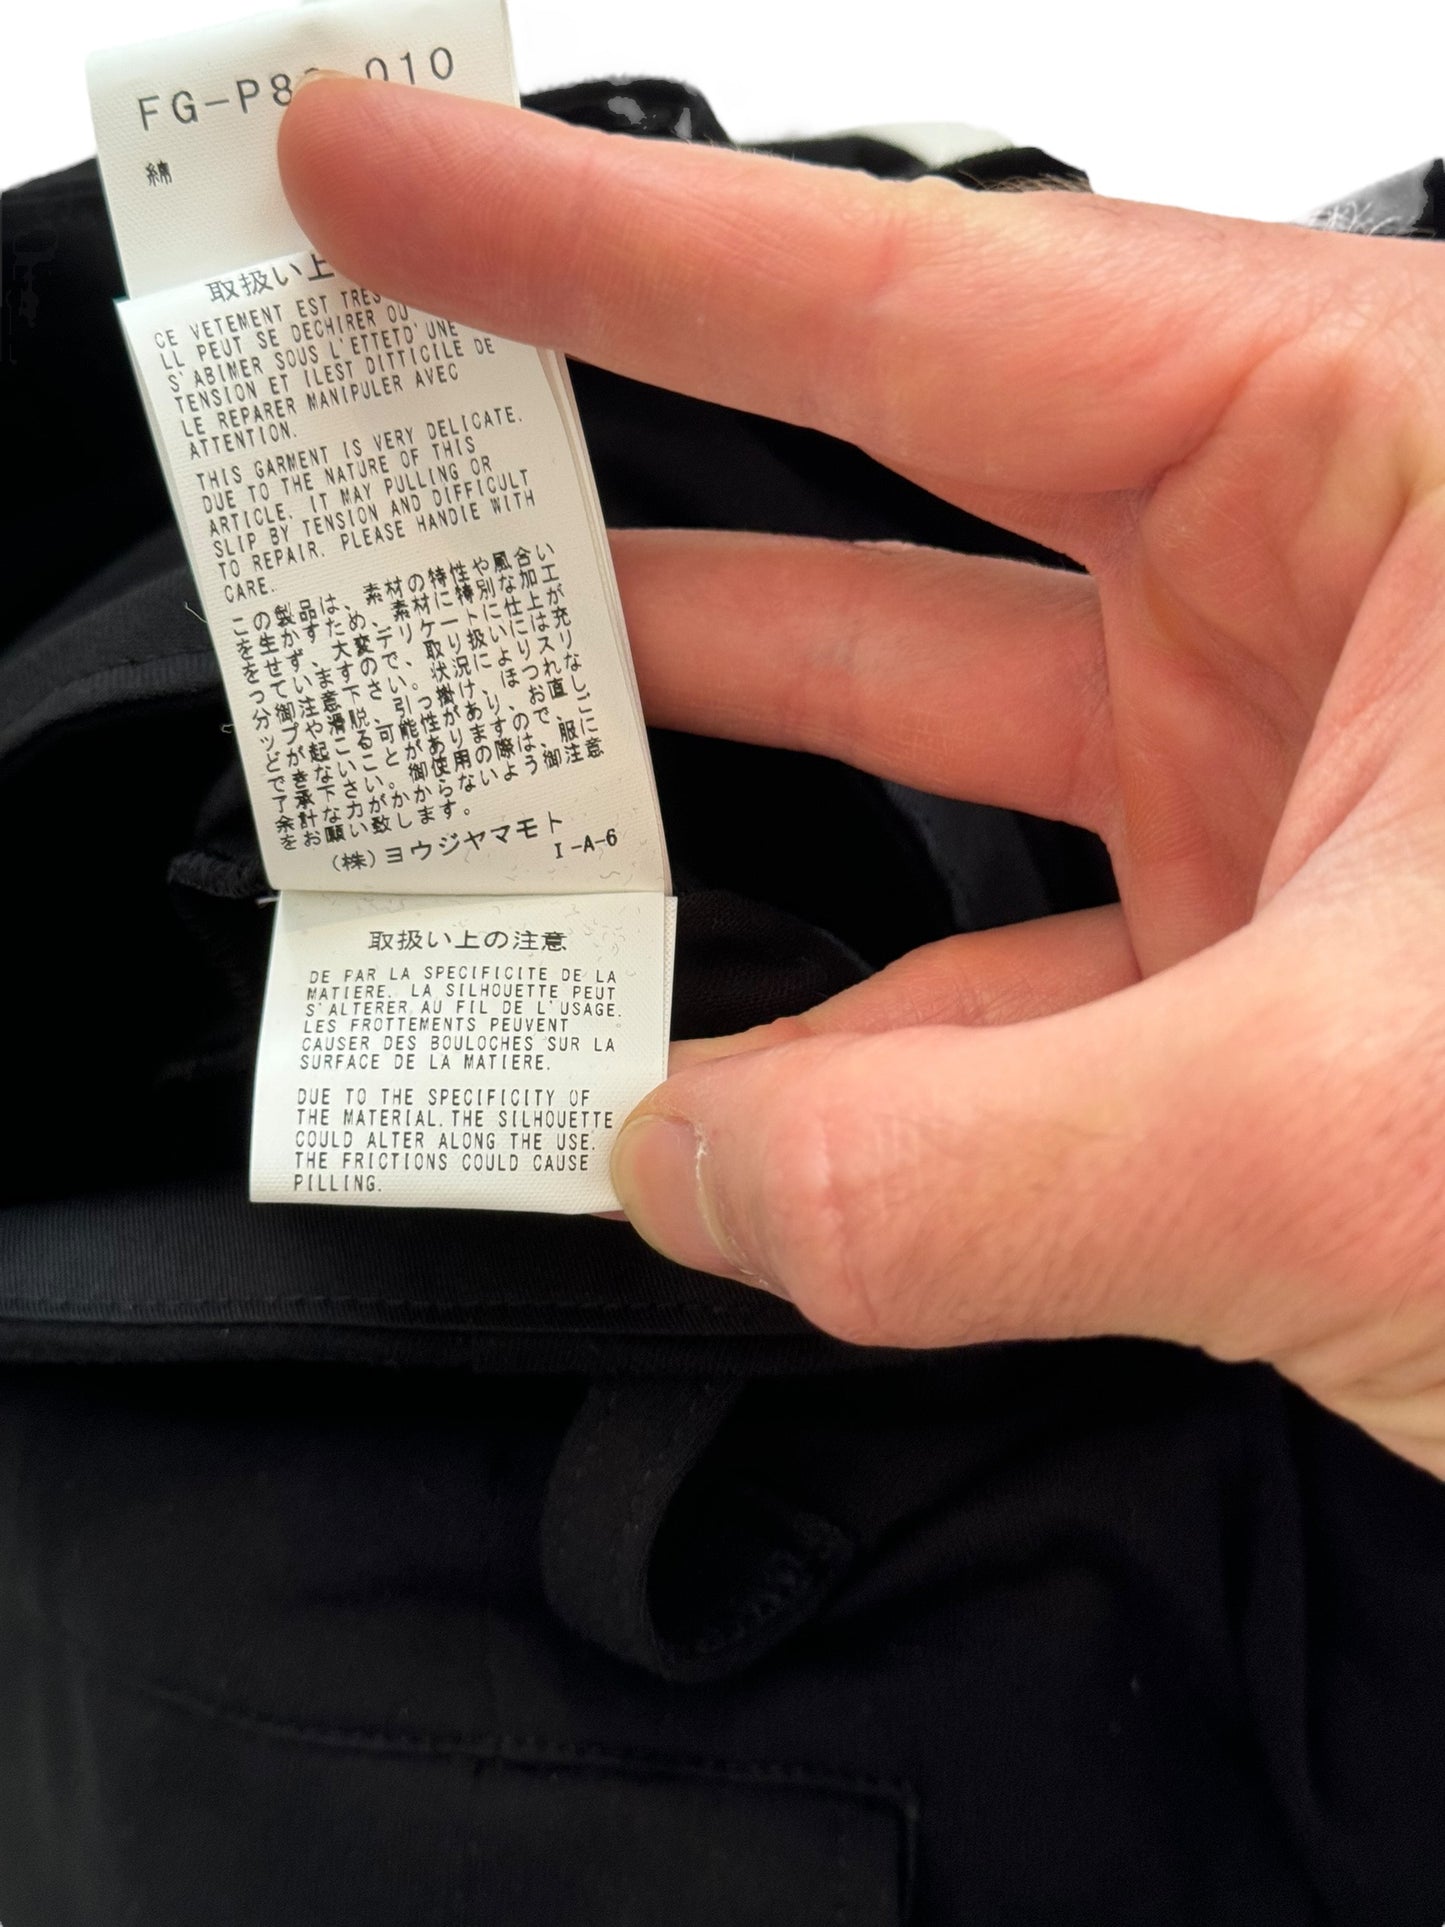 FG-P8 010
綿
取扱い上
CE VETEMENT EST TRES
LL PEUT SE DECHIRER OU
S'ABIMER SOUS L'ETTETD'UNE
TENSION ET ILEST DITTICILE DE
LE REPARER MANIPULER AVEC
ATTENTION.
THIS GARMENT IS VERY DELICATE.
DUE TO THE NATURE OF THIS
ARTICLE. IT MAY PULLING OR
SLIP BY TENSION AND DIFFICULT
TO REPAIR. PLEASE HANDIE WITH
CARE.
この製品は、素材の特性や風合い
を生かすため、素材に特別な加工
をせず、大変デリケートに仕上が
っていますので、取り扱いには充
分御注意下さい。状況によりスリ
ップや滑脱、引っ掛け、ほつれな
どが起こる可能性があり、お直し
できないことがありますので、ご
了承下さい。御使用の際は、服に
余計な力がかからないよう御注意
をお願い致します。
(株)ヨウジヤマモト
I-A-6
取扱い上の注意
DE PAR LA SPECIFICITE DE LA
MATIERE. LA SILHOUETTE PEUT
S'ALTERER AU FIL DE L'USAGE.
LES FROTTEMENTS PEUVENT
CAUSER DES BOULOCHES SUR LA
SURFACE DE LA MATIERE.
DUE TO THE SPECIFICITY OF
THE MATERIAL.THE SILHOUETTE
COULD ALTER ALONG THE USE.
THE FRICTIONS COULD CAUSE
PILLING.